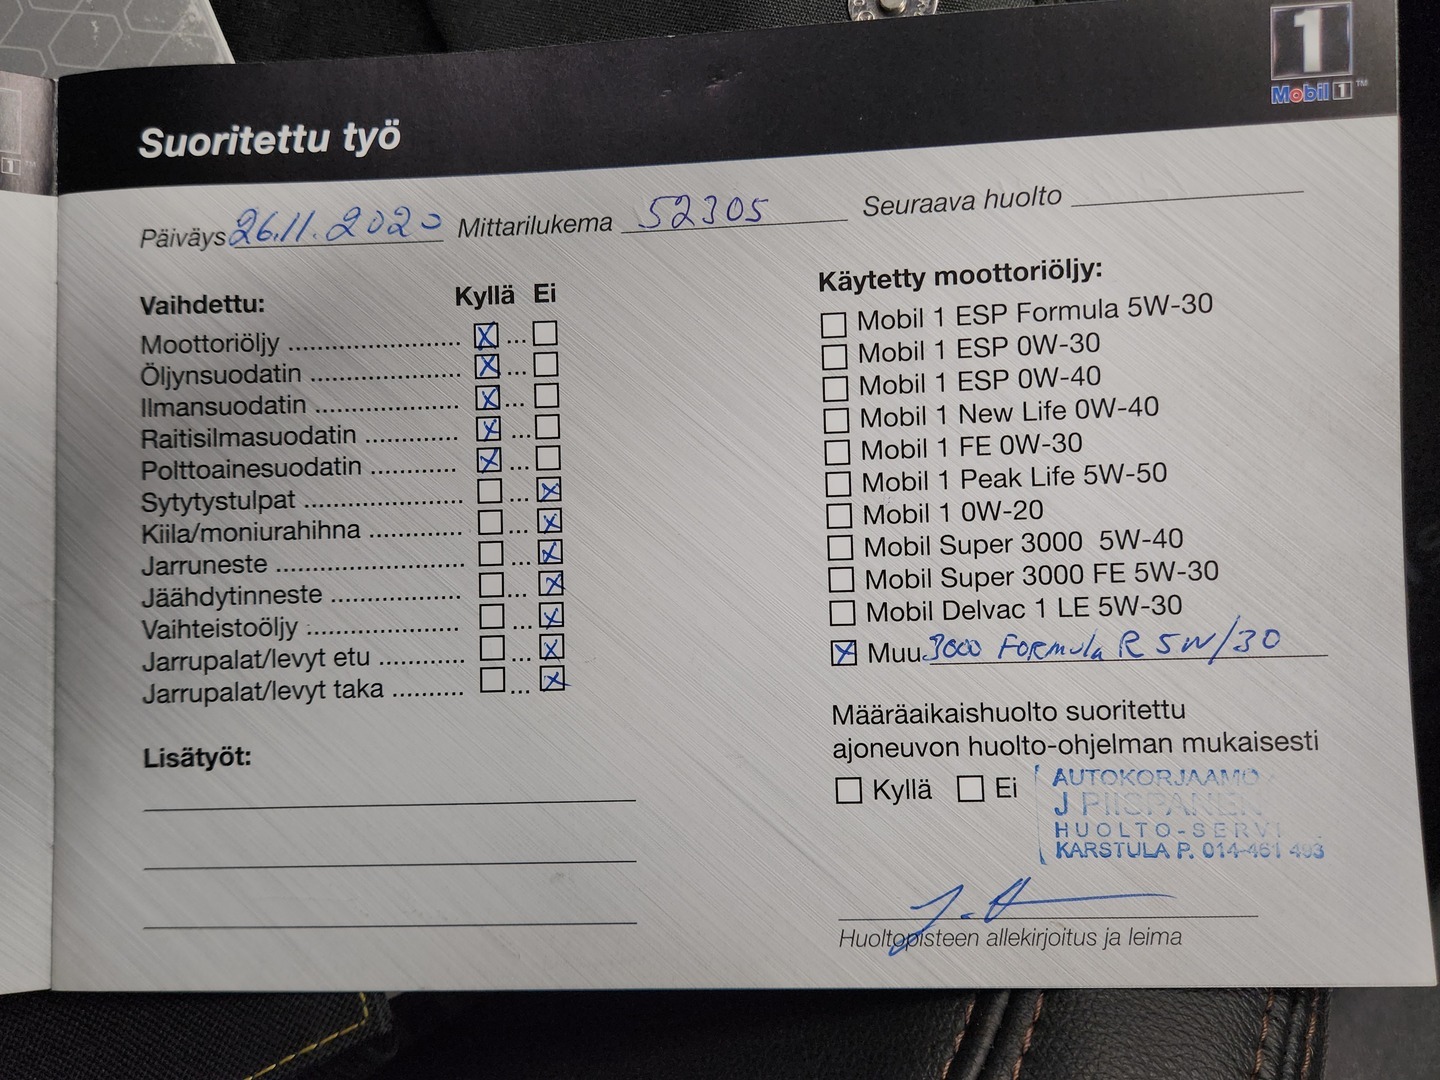 1
Mobil 1™
Suoritettu työ
Päiväys 26.11.2020 Mittarilukema 52305 Seuraava huolto
Vaihdettu: Kyllä Ei
Moottoriöljy
Öljynsuodatin
Ilmansuodatin
Raitisilmasuodatin
Polttoainesuodatin
Sytytystulpat
Kiila/moniurahihna
Jarruneste
Jäähdytinneste
Vaihteistoöljy
Jarrupalat/levyt etu
Jarrupalat/levyt taka
Lisätyöt:
Käytetty moottoriöljy:
Mobil 1 ESP Formula 5W-30
Mobil 1 ESP 0W-30
Mobil 1 ESP 0W-40
Mobil 1 New Life 0W-40
Mobil 1 FE 0W-30
Mobil 1 Peak Life 5W-50
Mobil 1 0W-20
Mobil Super 3000 5W-40
Mobil Super 3000 FE 5W-30
Mobil Delvac 1 LE 5W-30
Muu 3000 Formula R 5W/30
Määräaikaishuolto suoritettu
ajoneuvon huolto-ohjelman mukaisesti
Kyllä Ei
AUTOKORJAAMO
J PIISPANEN
HUOLTO-SERVI
KARSTULA P. 014-461 493
Huoltopisteen allekirjoitus ja leima